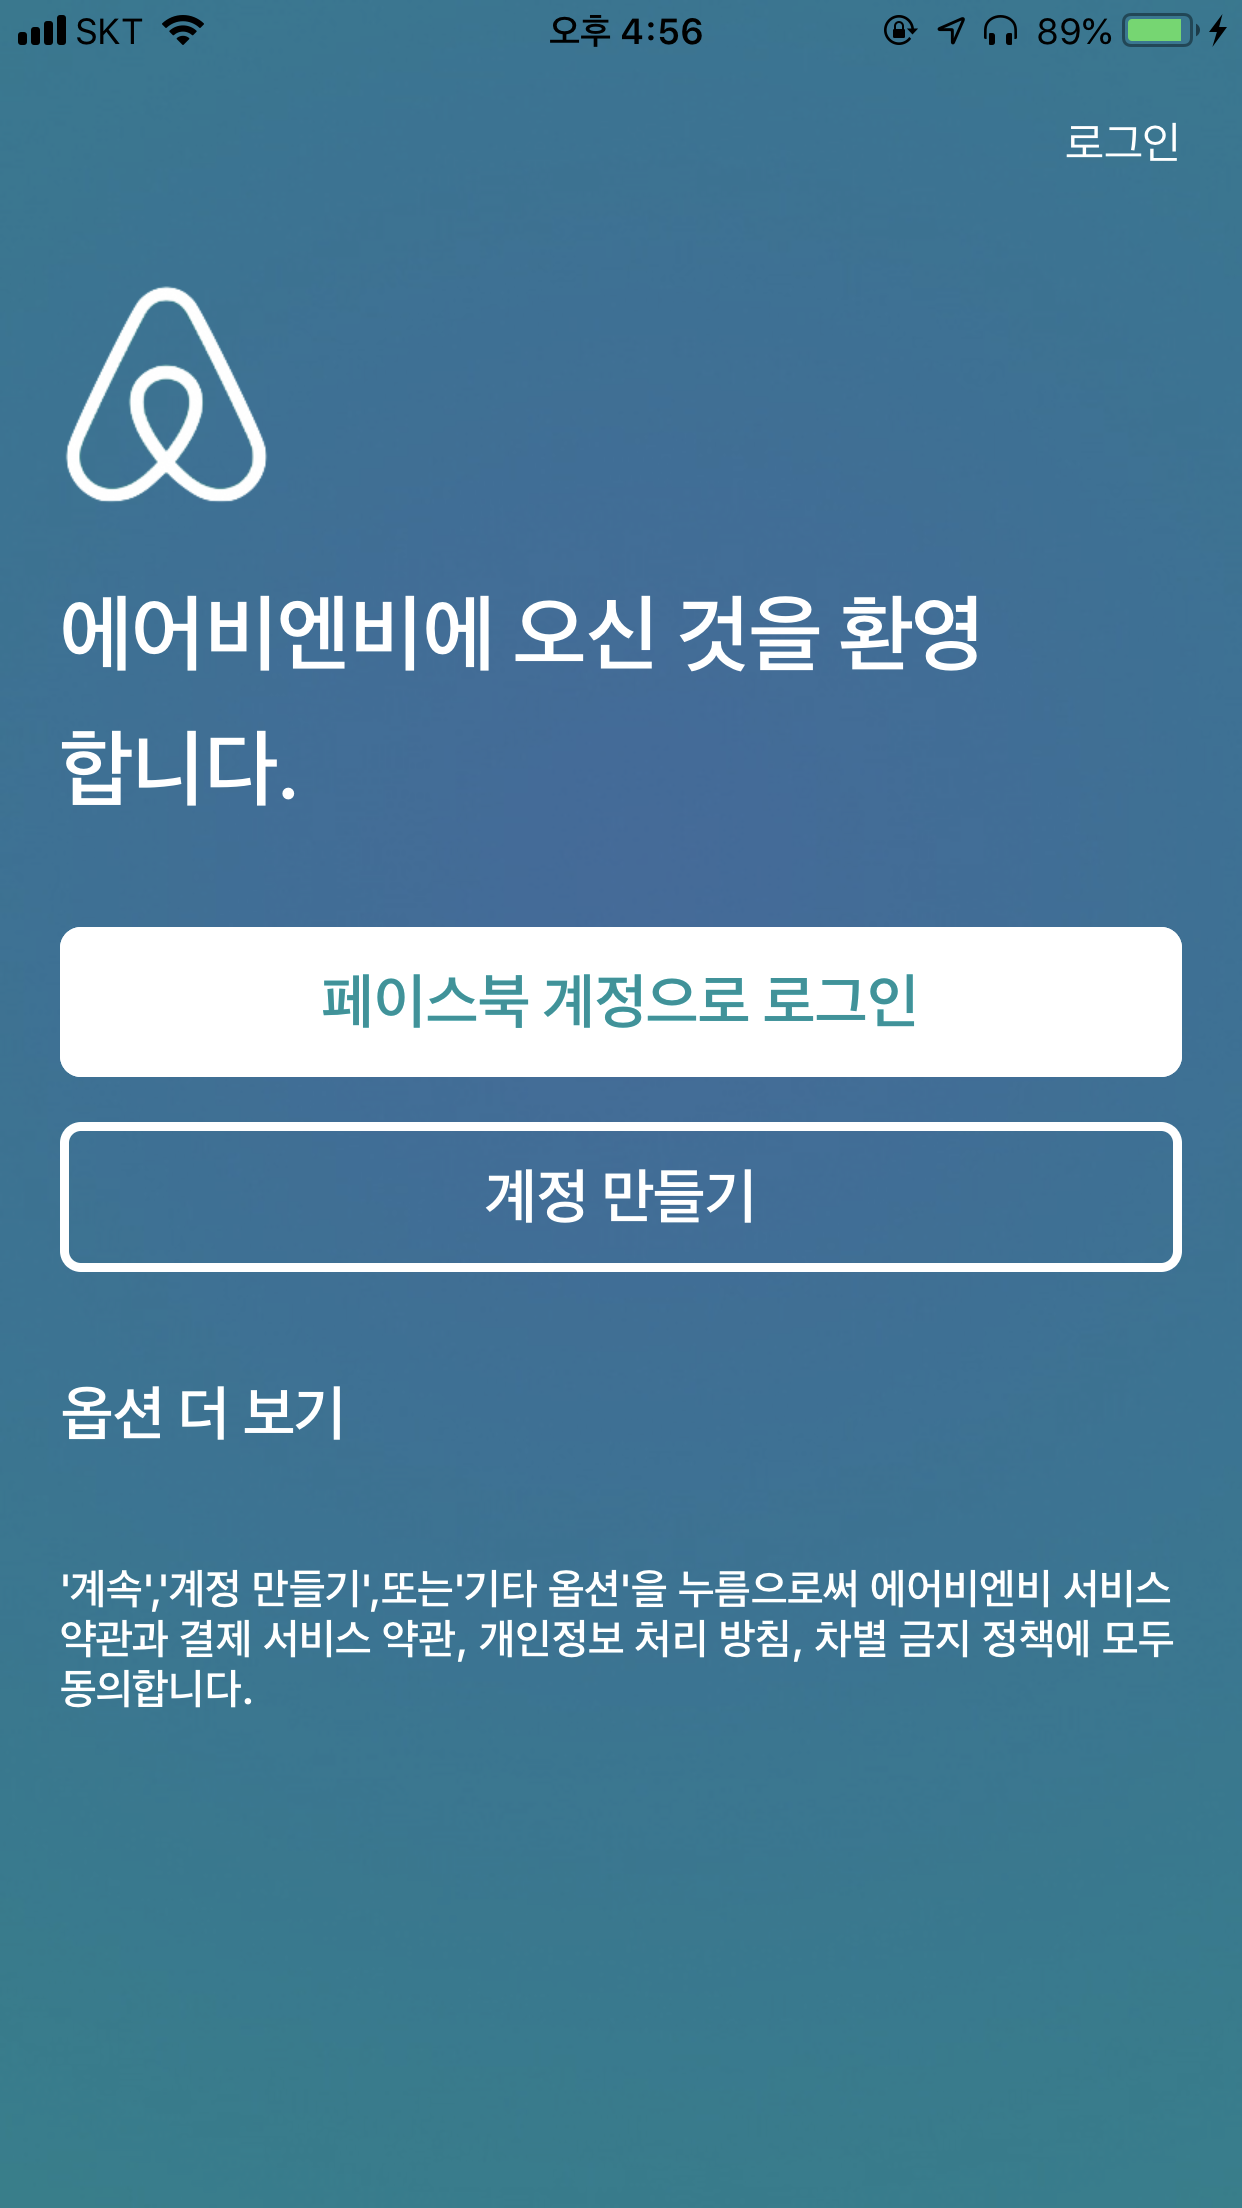 SKT 오후 4:56 89%
로그인
에어비엔비에 오신 것을 환영
합니다.
페이스북 계정으로 로그인
계정 만들기
옵션 더 보기
'계속','계정 만들기',또는'기타 옵션'을 누름으로써 에어비엔비 서비스
약관과 결제 서비스 약관, 개인정보 처리 방침, 차별 금지 정책에 모두
동의합니다.